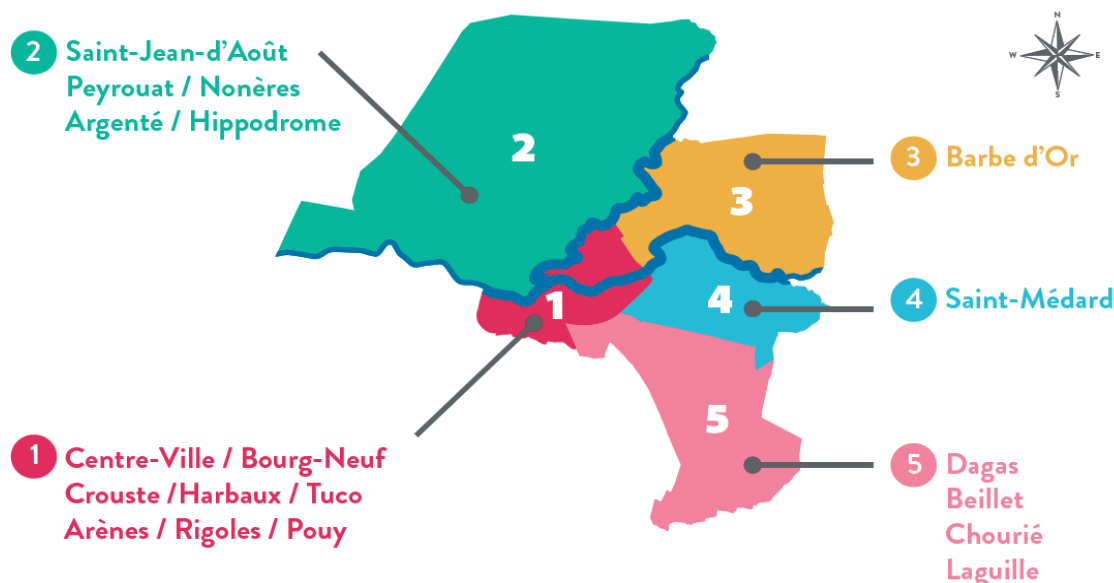 2
Saint-Jean-d'Août
Peyrouat / Nonères
Argenté / Hippodrome
N
W
E
S
2
3
3
Barbe d'Or
1
4
4
Saint-Médard
5
1
Centre-Ville / Bourg-Neuf
Crouste /Harbaux / Tuco
Arènes / Rigoles / Pouy
5
Dagas
Beillet
Chourié
Laguille